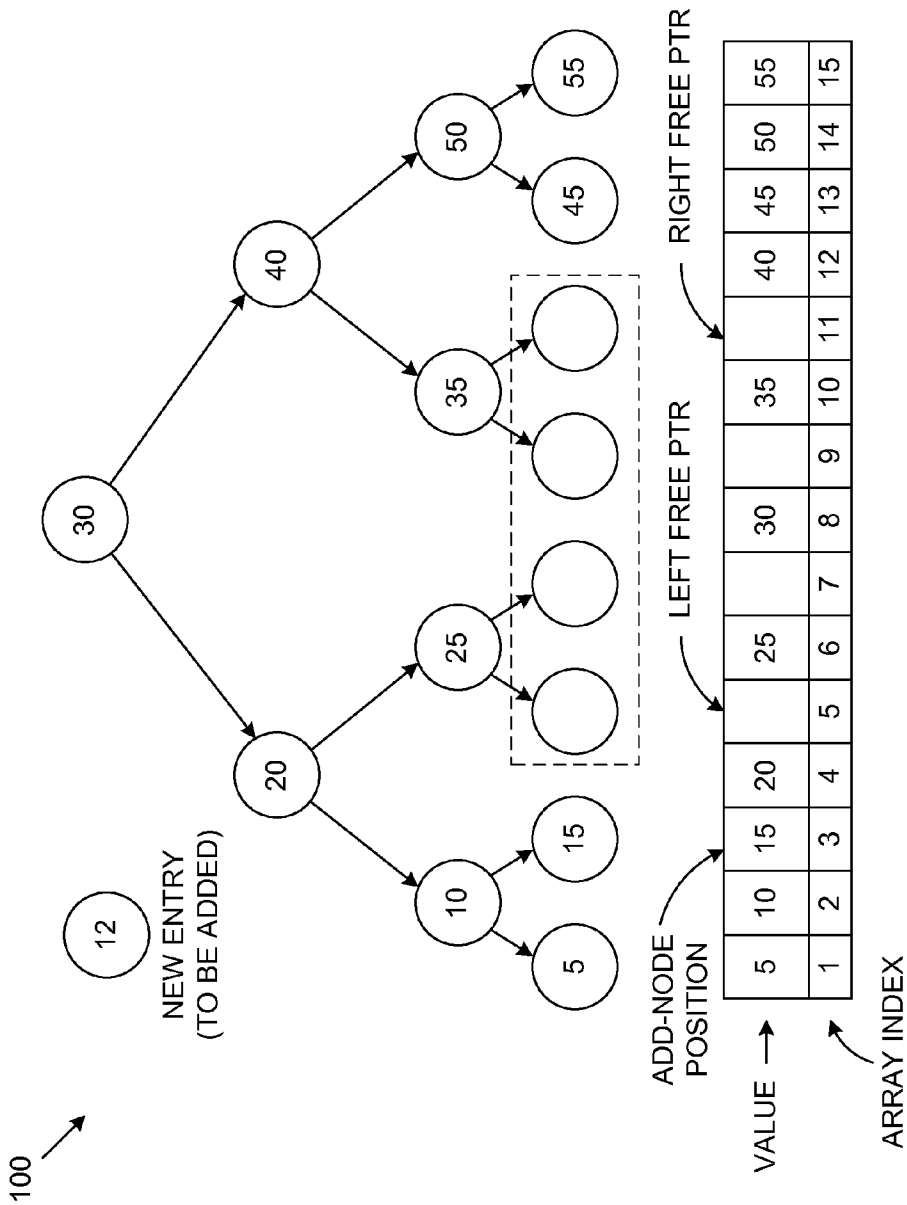 100
12
NEW ENTRY
(TO BE ADDED)
30
20
40
10
25
35
50
5
15
45
55
ADD-NODE
POSITION
LEFT FREE PTR
RIGHT FREE PTR
VALUE
5 10 15 20 25 30 35 40 45 50 55
1 2 3 4 5 6 7 8 9 10 11 12 13 14 15
ARRAY INDEX